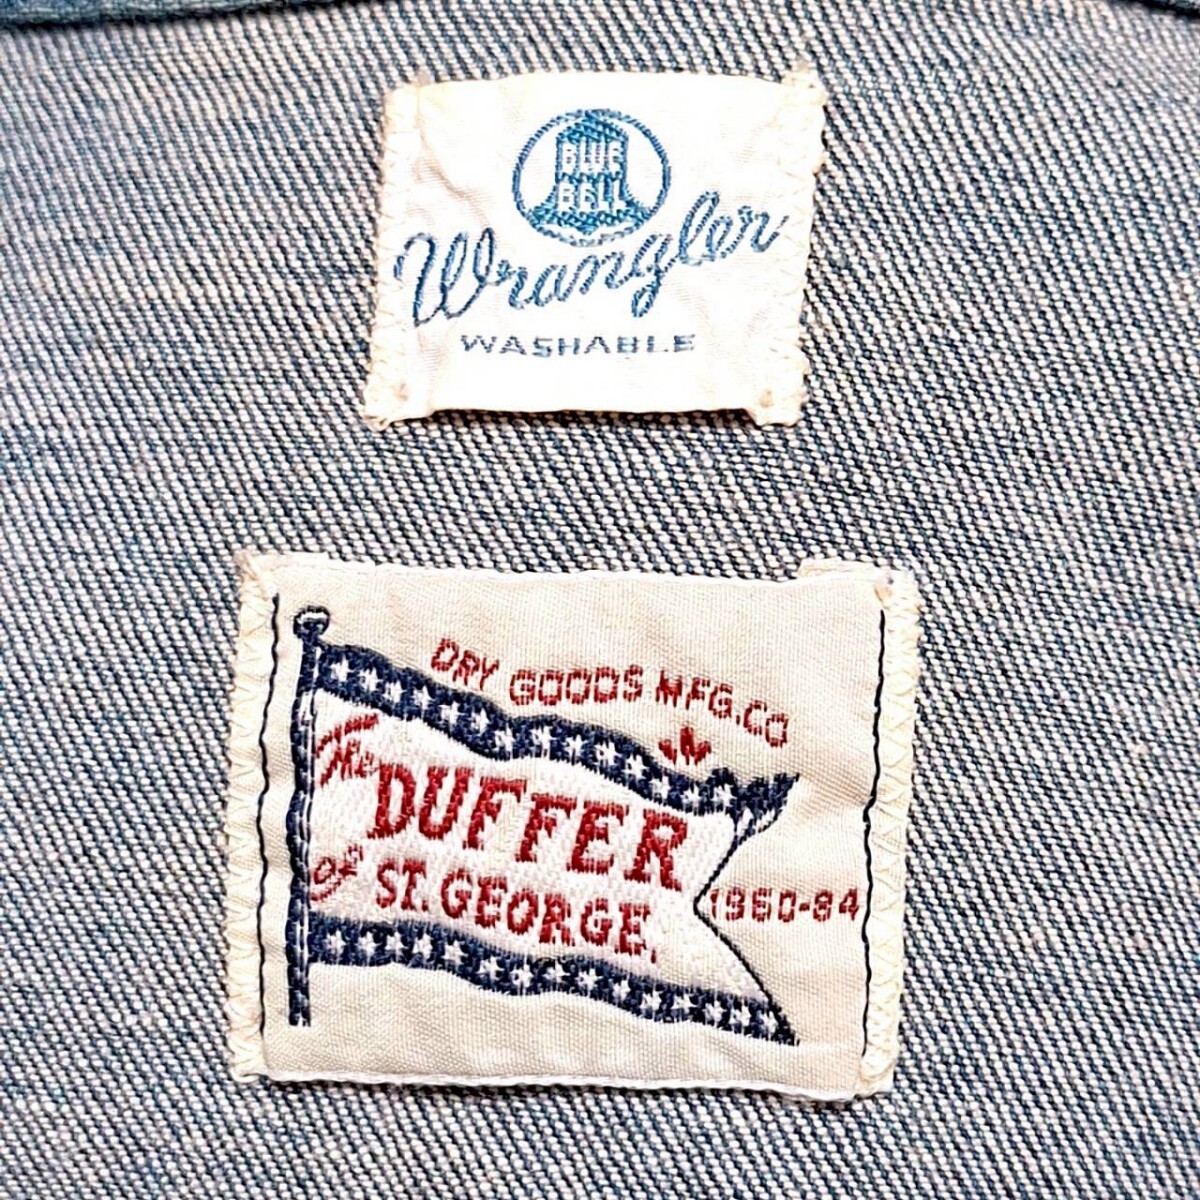 BLUE
BELL
Wrangler
WASHABLE
DRY GOODS MFG.CO
The
DUFFER
OF
ST. GEORGE.
1960-84